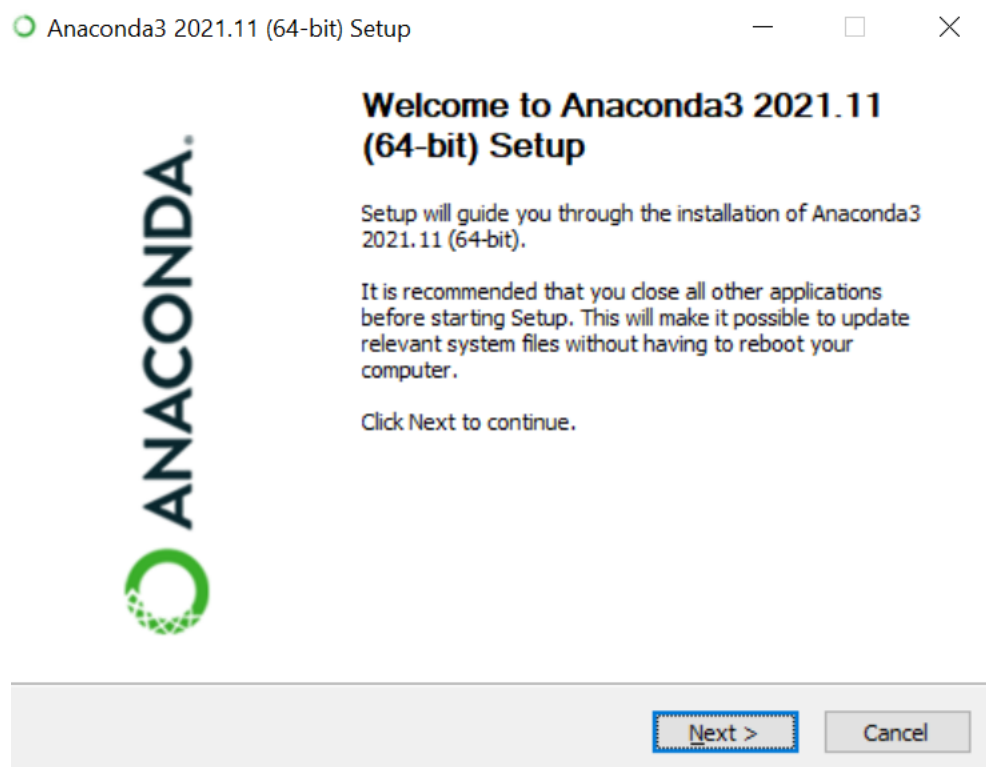 Anaconda3 2021.11 (64-bit) Setup
Welcome to Anaconda3 2021.11
(64-bit) Setup
ANACONDA.
Setup will guide you through the installation of Anaconda3
2021.11 (64-bit).
It is recommended that you close all other applications
before starting Setup. This will make it possible to update
relevant system files without having to reboot your
computer.
Click Next to continue.
Next >
Cancel